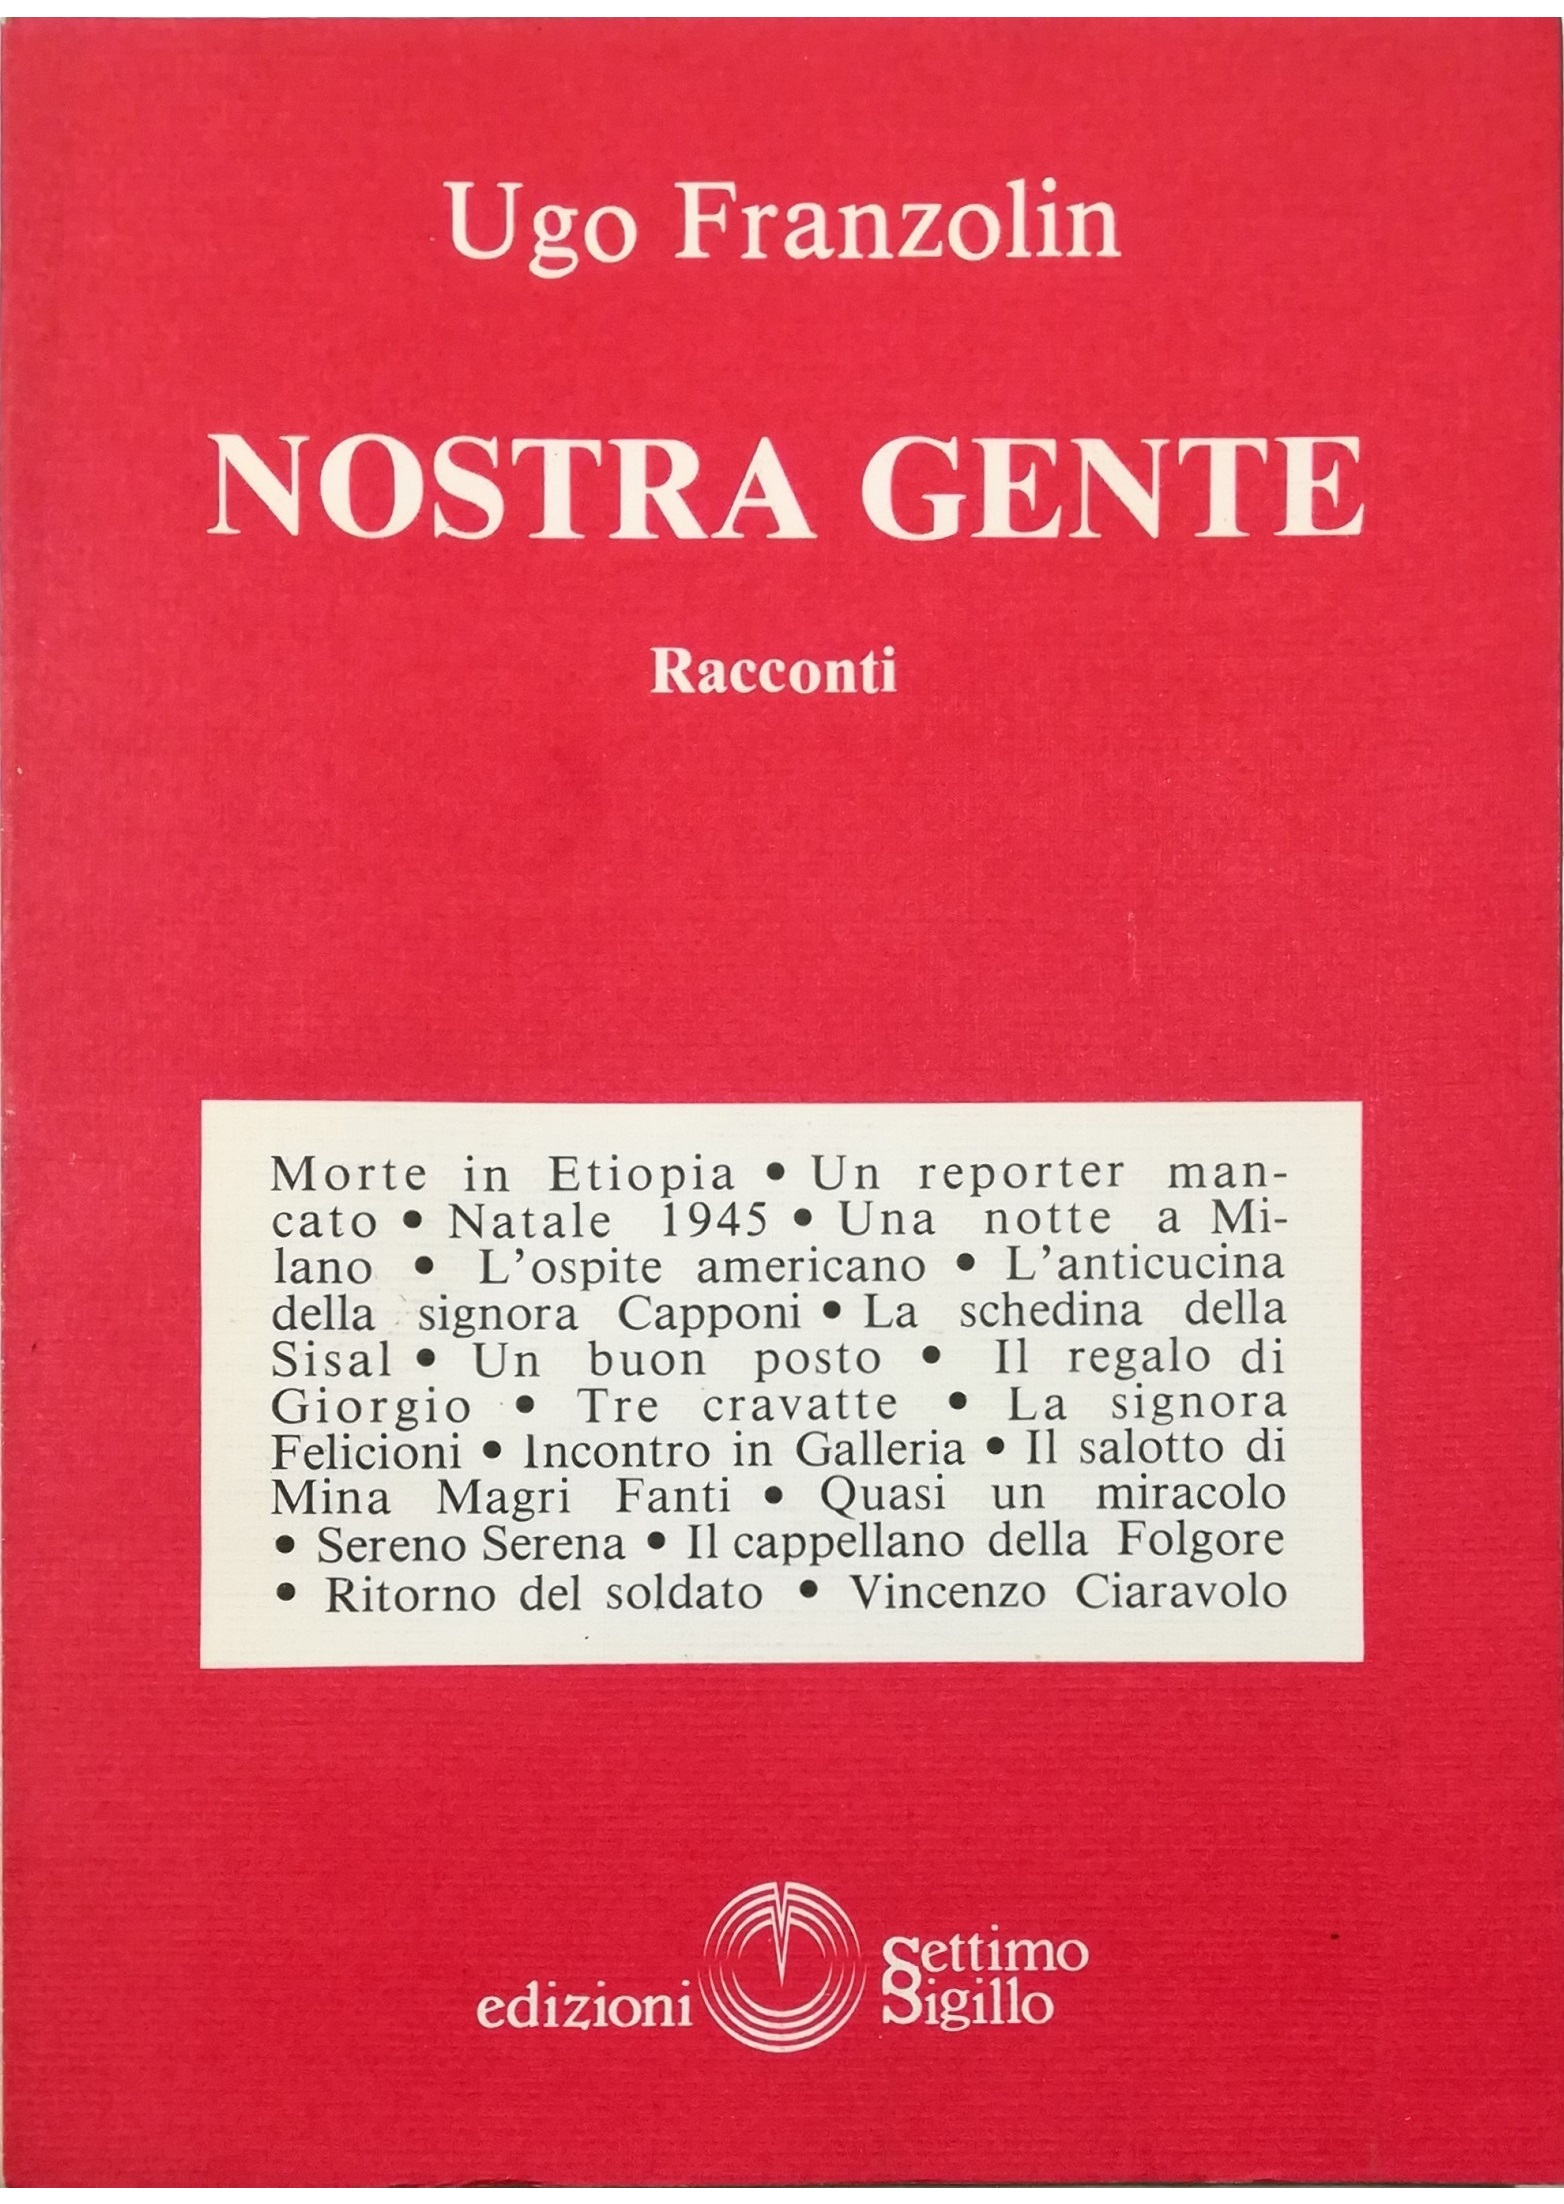 Ugo Franzolin
NOSTRA GENTE
Racconti
Morte in Etiopia • Un reporter man-
cato • Natale 1945 • Una notte a Mi-
lano • L'ospite americano • L'anticucina
della signora Capponi • La schedina della
Sisal • Un buon posto • Il regalo di
Giorgio • Tre cravatte • La signora
Felicioni • Incontro in Galleria • Il salotto di
Mina Magri Fanti • Quasi un miracolo
• Sereno Serena • Il cappellano della Folgore
• Ritorno del soldato • Vincenzo Ciaravolo
edizioni
Settimo
Sigillo